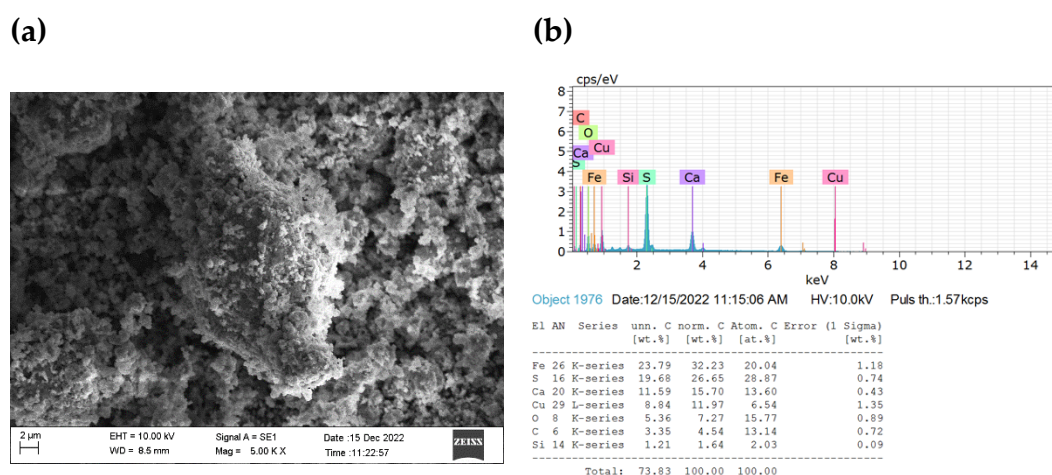 (a)
(b)
cps/eV
8
7
6
5
4
3
2
1
0
C
O
Ca
Cu
S
Fe
Si
S
Ca
Fe
Cu
2 4 6 8 10 12 14
keV
Object 1976 Date:12/15/2022 11:15:06 AM HV:10.0kV Puls th.:1.57kcps
El AN Series unn. C norm. C Atom. C Error (1 Sigma)
[wt.%] [wt.%] [at.%] [wt.%]
Fe 26 K-series 23.79 32.23 20.04 1.18
S 16 K-series 19.68 26.65 28.87 0.74
Ca 20 K-series 11.59 15.70 13.60 0.43
Cu 29 L-series 8.84 11.97 6.54 1.35
O 8 K-series 5.36 7.27 15.77 0.89
C 6 K-series 3.35 4.54 13.14 0.72
Si 14 K-series 1.21 1.64 2.03 0.09
Total: 73.83 100.00 100.00
2 µm
EHT = 10.00 kV Signal A = SE1 Date :15 Dec 2022
WD = 8.5 mm Mag = 5.00 K X Time :11:22:57
ZEISS